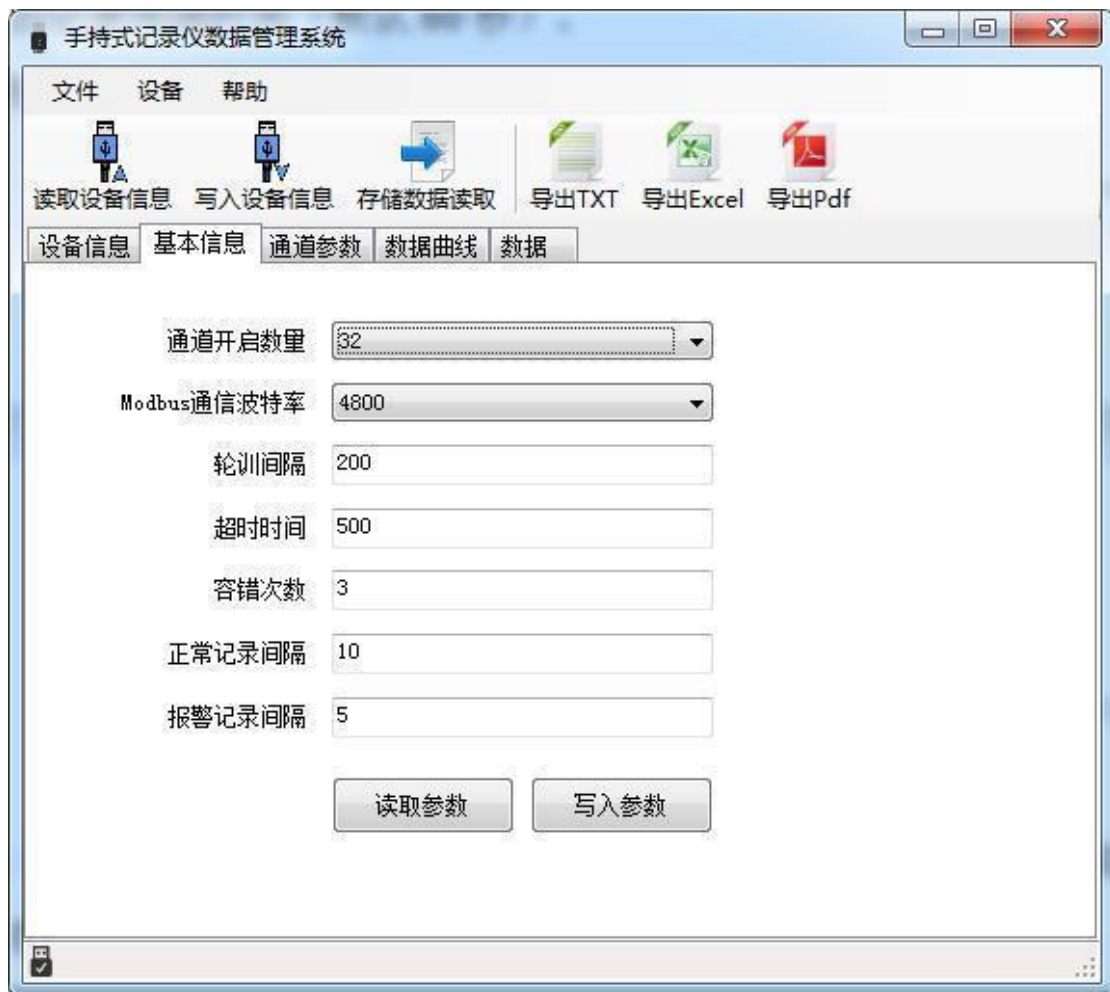 手持式记录仪数据管理系统
文件 设备 帮助
读取设备信息 写入设备信息 存储数据读取 导出TXT 导出Excel 导出Pdf
设备信息 基本信息 通道参数 数据曲线 数据
通道开启数量 32
Modbus通信波特率 4800
轮训间隔 200
超时时间 500
容错次数 3
正常记录间隔 10
报警记录间隔 5
读取参数 写入参数